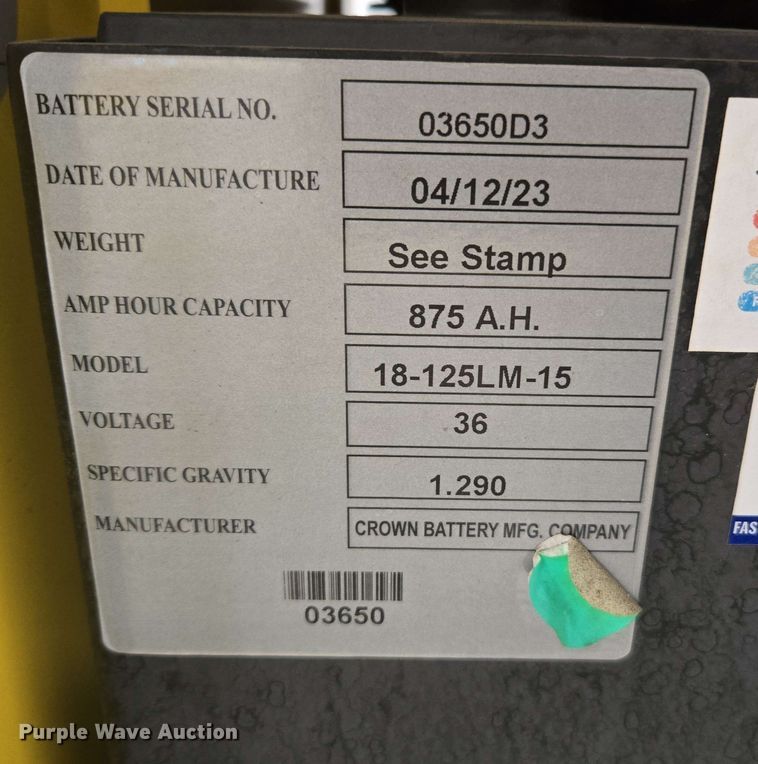 BATTERY SERIAL NO. 03650D3
DATE OF MANUFACTURE 04/12/23
WEIGHT See Stamp
AMP HOUR CAPACITY 875 A.H.
MODEL 18-125LM-15
VOLTAGE 36
SPECIFIC GRAVITY 1.290
MANUFACTURER CROWN BATTERY MFG. COMPANY
03650
FAS
Purple Wave Auction